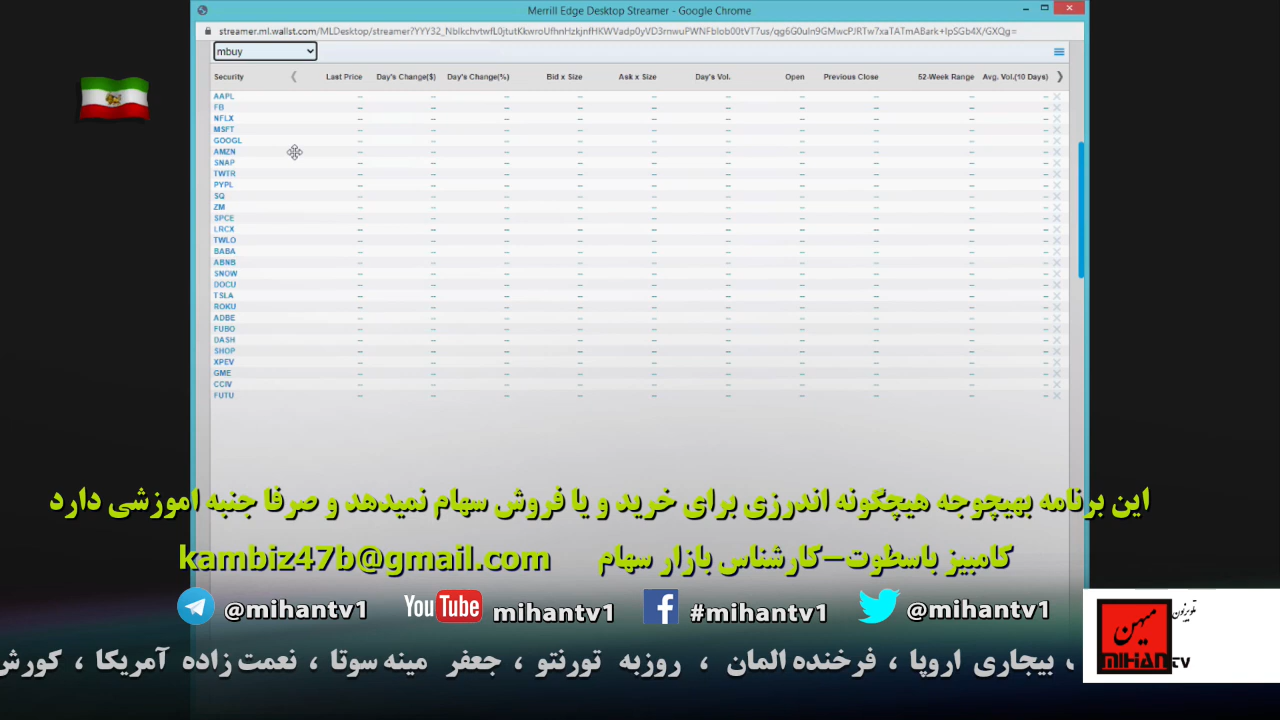 Merrill Edge Desktop Streamer - Google Chrome
mbuy
Security Last Price Day's Change($) Day's Change(%) Bid x Size Ask x Size Day's Vol. Open Previous Close 52-Week Range Avg. Vol.(10 Days)
AAPL
FB
NFLX
MSFT
GOOGL
AMZN
SNAP
TWTR
PYPL
SQ
ZM
SPCE
LRCX
TWLO
BABA
ABNB
SNOW
DOCU
TSLA
ROKU
ADBE
FUBO
DASH
SHOP
XPEV
GME
CCIV
FUTU
این برنامه بهیچوجه هیچگونه اندرزی برای خرید و یا فروش سهام نمیدهد و صرفا جنبه اموزشی دارد
کامبیز باسطوت-کارشناس بازار سهام kambiz47b@gmail.com
@mihantv1 YouTube mihantv1 #mihantv1 @mihantv1
بیجاری اروپا ، فرخنده المان ، روزبه تورنتو ، جعفر مینه سوتا ، نعمت زاده آمریکا ، کورش
تلویزیون
میهن
MIHAN TV